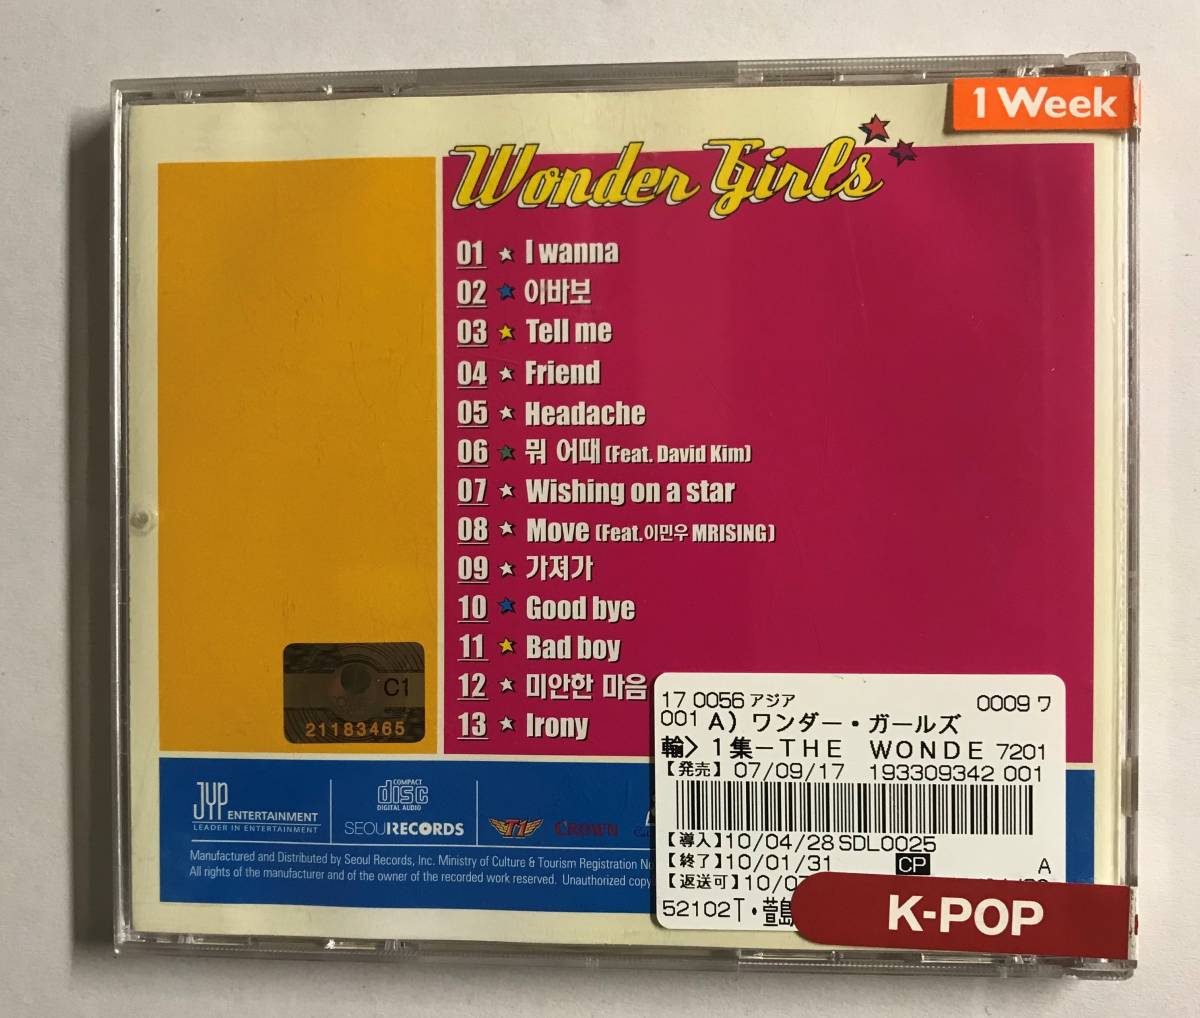 1 Week
Wonder Girls
01 ★ I wanna
02 ★ 이바보
03 ★ Tell me
04 ★ Friend
05 ★ Headache
06 ★ 뭐 어때 (Feat. David Kim)
07 ★ Wishing on a star
08 ★ Move (Feat.이민우 MRISING)
09 ★ 가져가
10 ★ Good bye
11 ★ Bad boy
12 ★ 미안한 마음
13 ★ Irony
C1
21183465
17 0056 アジア 0009 ワ
001 A) ワンダー・ガールズ
輸> 1集-THE WONDE 7201
【発売】 07/09/17 193309342 001
【導入】10/04/28 SDL0025
【終了】10/01/31 CP A
【返送可】10/0
52102T・萱島
K-POP
JYP ENTERTAINMENT
LEADER IN ENTERTAINMENT
COMPACT
disc
DIGITAL AUDIO
SEOULRECORDS
T1
CROWN
Manufactured and Distributed by Seoul Records, Inc. Ministry of Culture & Tourism Registration No
All rights of the manufacturer and of the owner of the recorded work reserved. Unauthorized copy